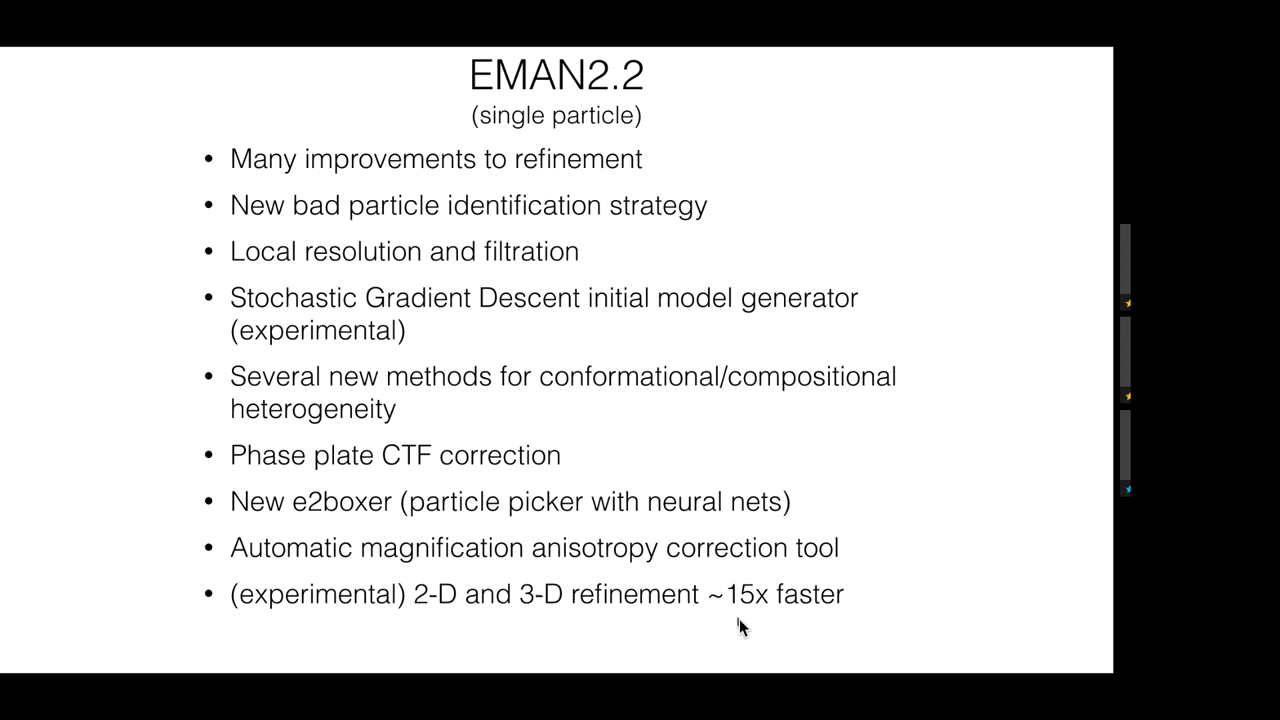 EMAN2.2
(single particle)
• Many improvements to refinement
• New bad particle identification strategy
• Local resolution and filtration
• Stochastic Gradient Descent initial model generator
(experimental)
• Several new methods for conformational/compositional
heterogeneity
• Phase plate CTF correction
• New e2boxer (particle picker with neural nets)
• Automatic magnification anisotropy correction tool
• (experimental) 2-D and 3-D refinement ~15x faster